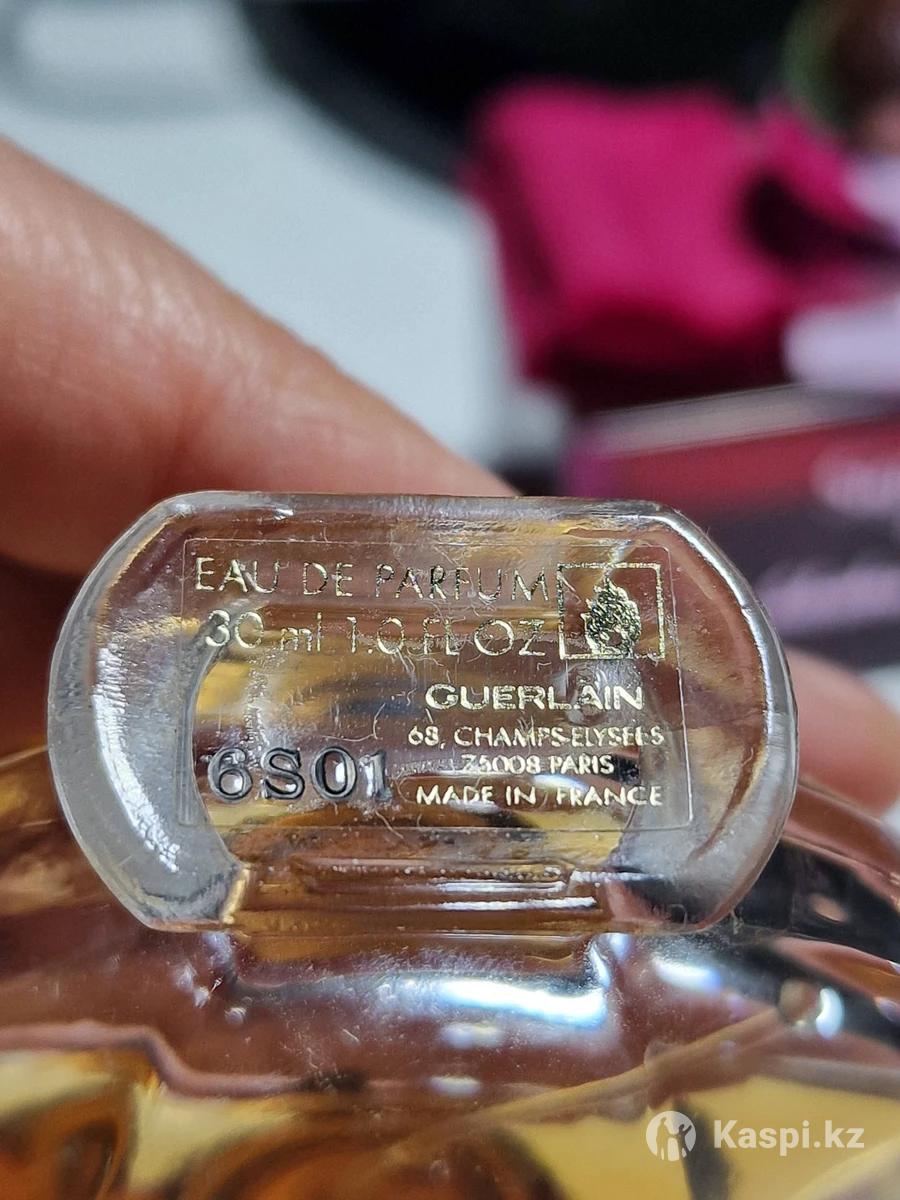 EAU DE PARFUM
30 ml 1.0 FL OZ
GUERLAIN
68, CHAMPS-ELYSEES
75008 PARIS
6S01
MADE IN FRANCE
Kaspi.kz